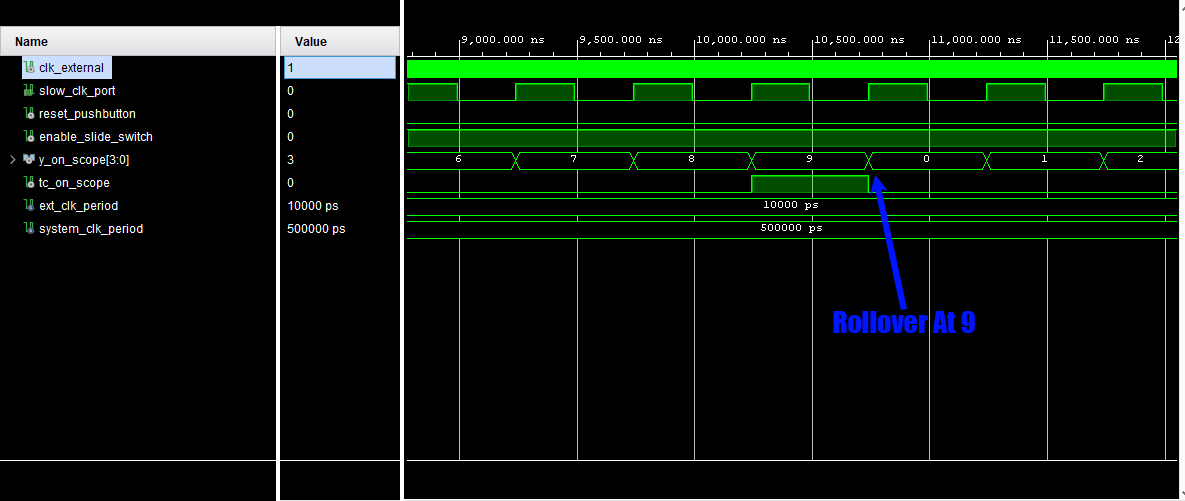 Name Value
9,000.000 ns 9,500.000 ns 10,000.000 ns 10,500.000 ns 11,000.000 ns 11,500.000 ns 12
clk_external 1
slow_clk_port 0
reset_pushbutton 0
enable_slide_switch 0
y_on_scope[3:0] 3 6 7 8 9 0 1 2
tc_on_scope 0
ext_clk_period 10000 ps 10000 ps
system_clk_period 500000 ps 500000 ps
Rollover At 9